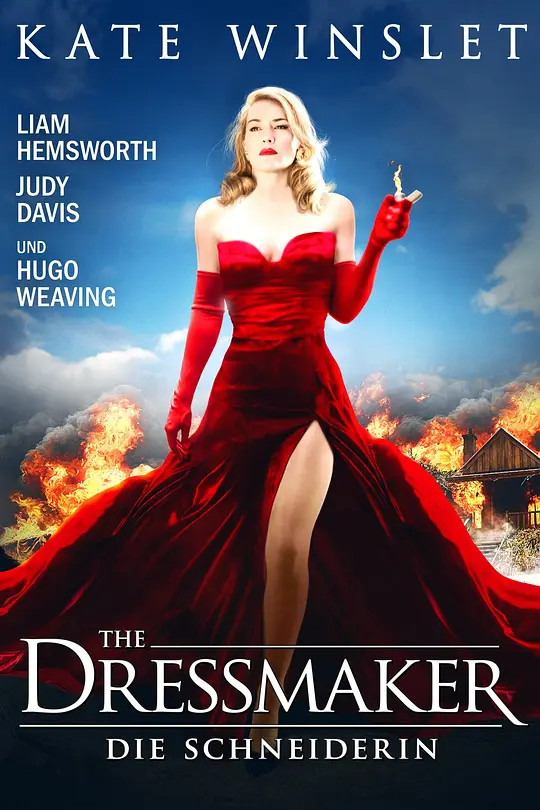 KATE WINSLET
LIAM
HEMSWORTH
JUDY
DAVIS
UND
HUGO
WEAVING
THE
DRESSMAKER
DIE SCHNEIDERIN